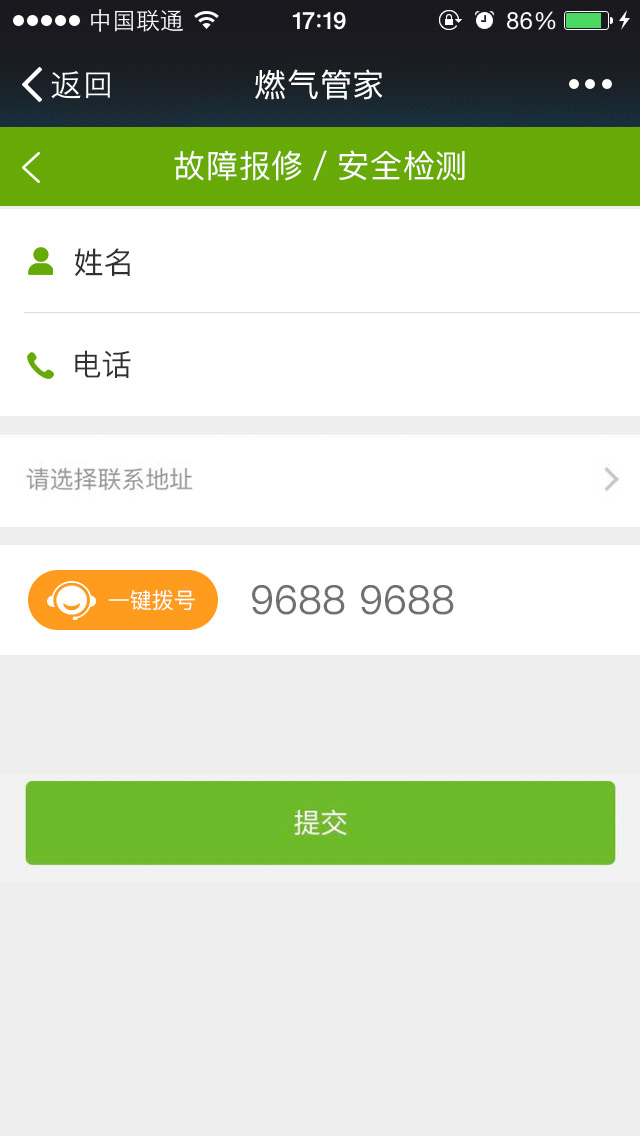 中国联通 17:19 86%
返回 燃气管家
故障报修 / 安全检测
姓名
电话
请选择联系地址
一键拨号 9688 9688
提交